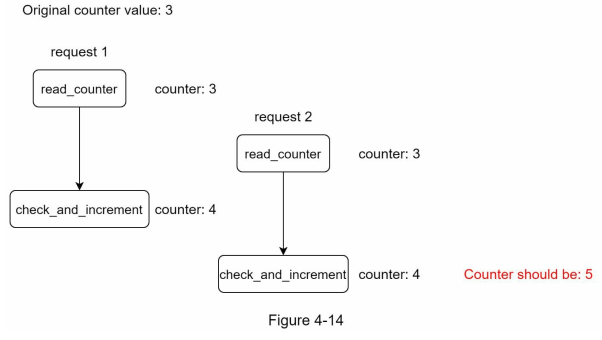 Original counter value: 3
request 1
read_counter
counter: 3
request 2
read_counter
counter: 3
check_and_increment
counter: 4
check_and_increment
counter: 4
Counter should be: 5
Figure 4-14